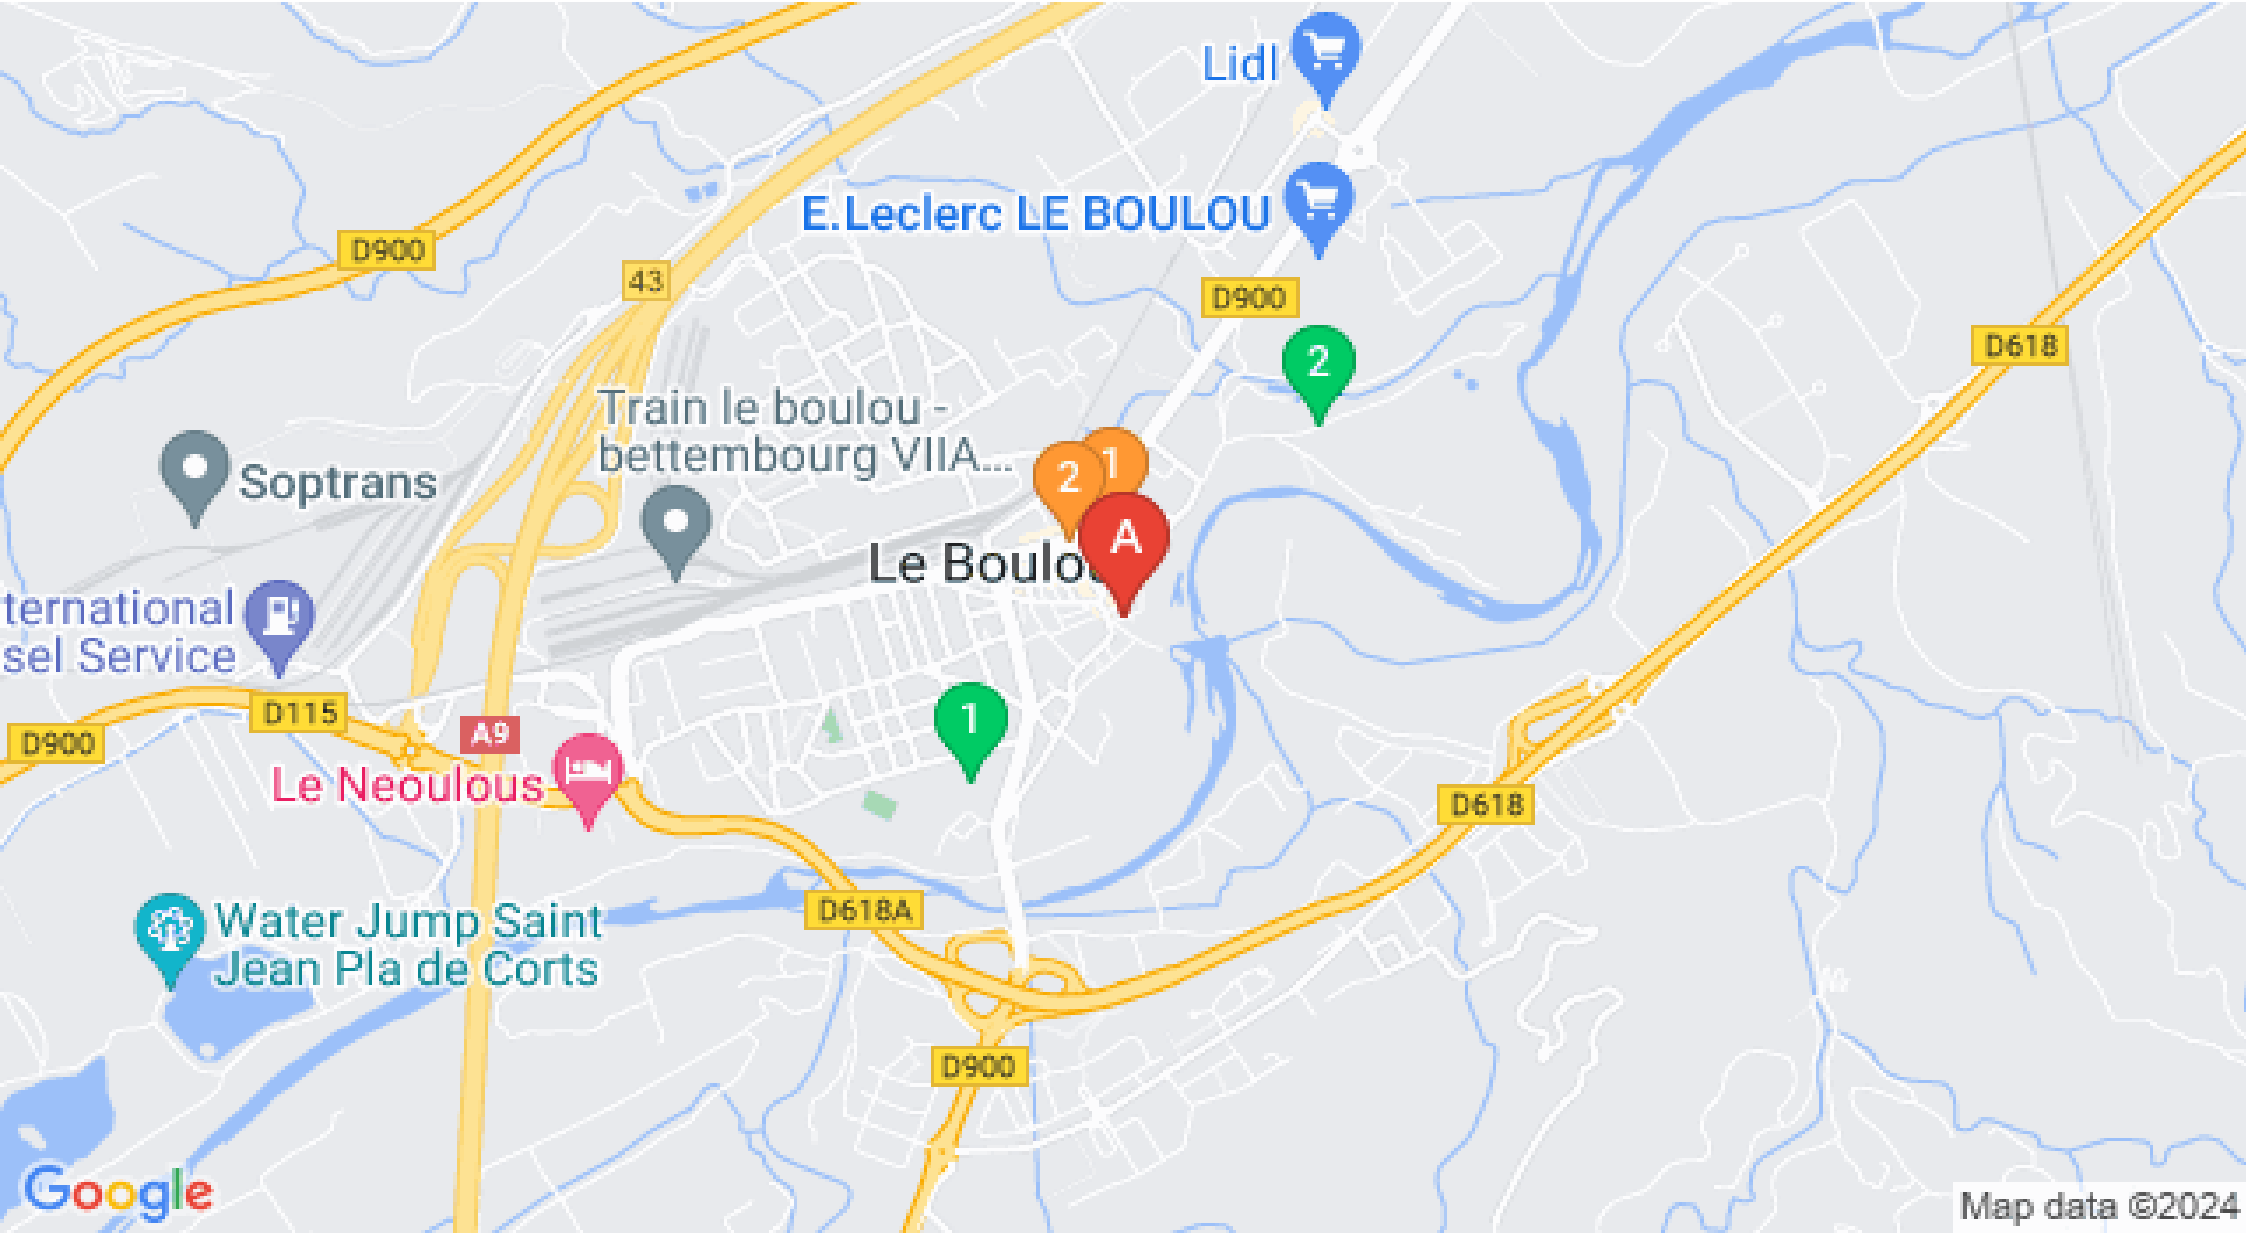 Lidl
E.Leclerc LE BOULOU
D900
43
D900
2
D618
Train le boulou -
bettembourg VIIA...
1
2
Soptrans
A
Le Boulou
ternational
sel Service
D115
1
A9
D900
Le Neoulous
D618
D618A
Water Jump Saint
Jean Pla de Corts
D900
Google
Map data ©2024